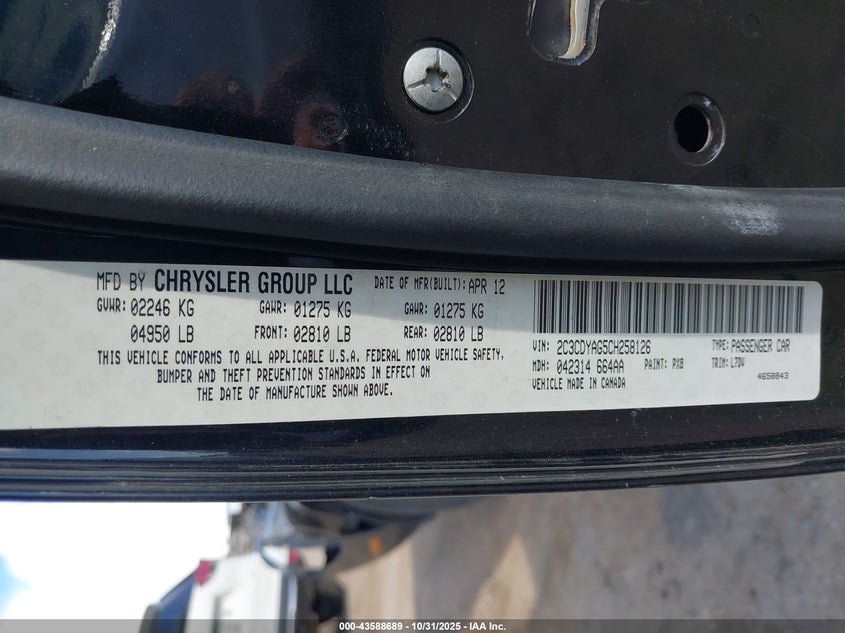 MFD BY CHRYSLER GROUP LLC DATE OF MFR(BUILT): APR 12
GVWR: 02246 KG GAWR: 01275 KG GAWR: 01275 KG
04950 LB FRONT: 02810 LB REAR: 02810 LB
THIS VEHICLE CONFORMS TO ALL APPLICABLE U.S.A. FEDERAL MOTOR VEHICLE SAFETY,
BUMPER AND THEFT PREVENTION STANDARDS IN EFFECT ON
THE DATE OF MANUFACTURE SHOWN ABOVE.
VIN: 2C3CDYAG5CH258126 TYPE: PASSENGER CAR
MDH: 042314 664AA PAINT: PX8 TRIM: L7DV
VEHICLE MADE IN CANADA 4658843
000-43588689 - 10/31/2025 - IAA Inc.